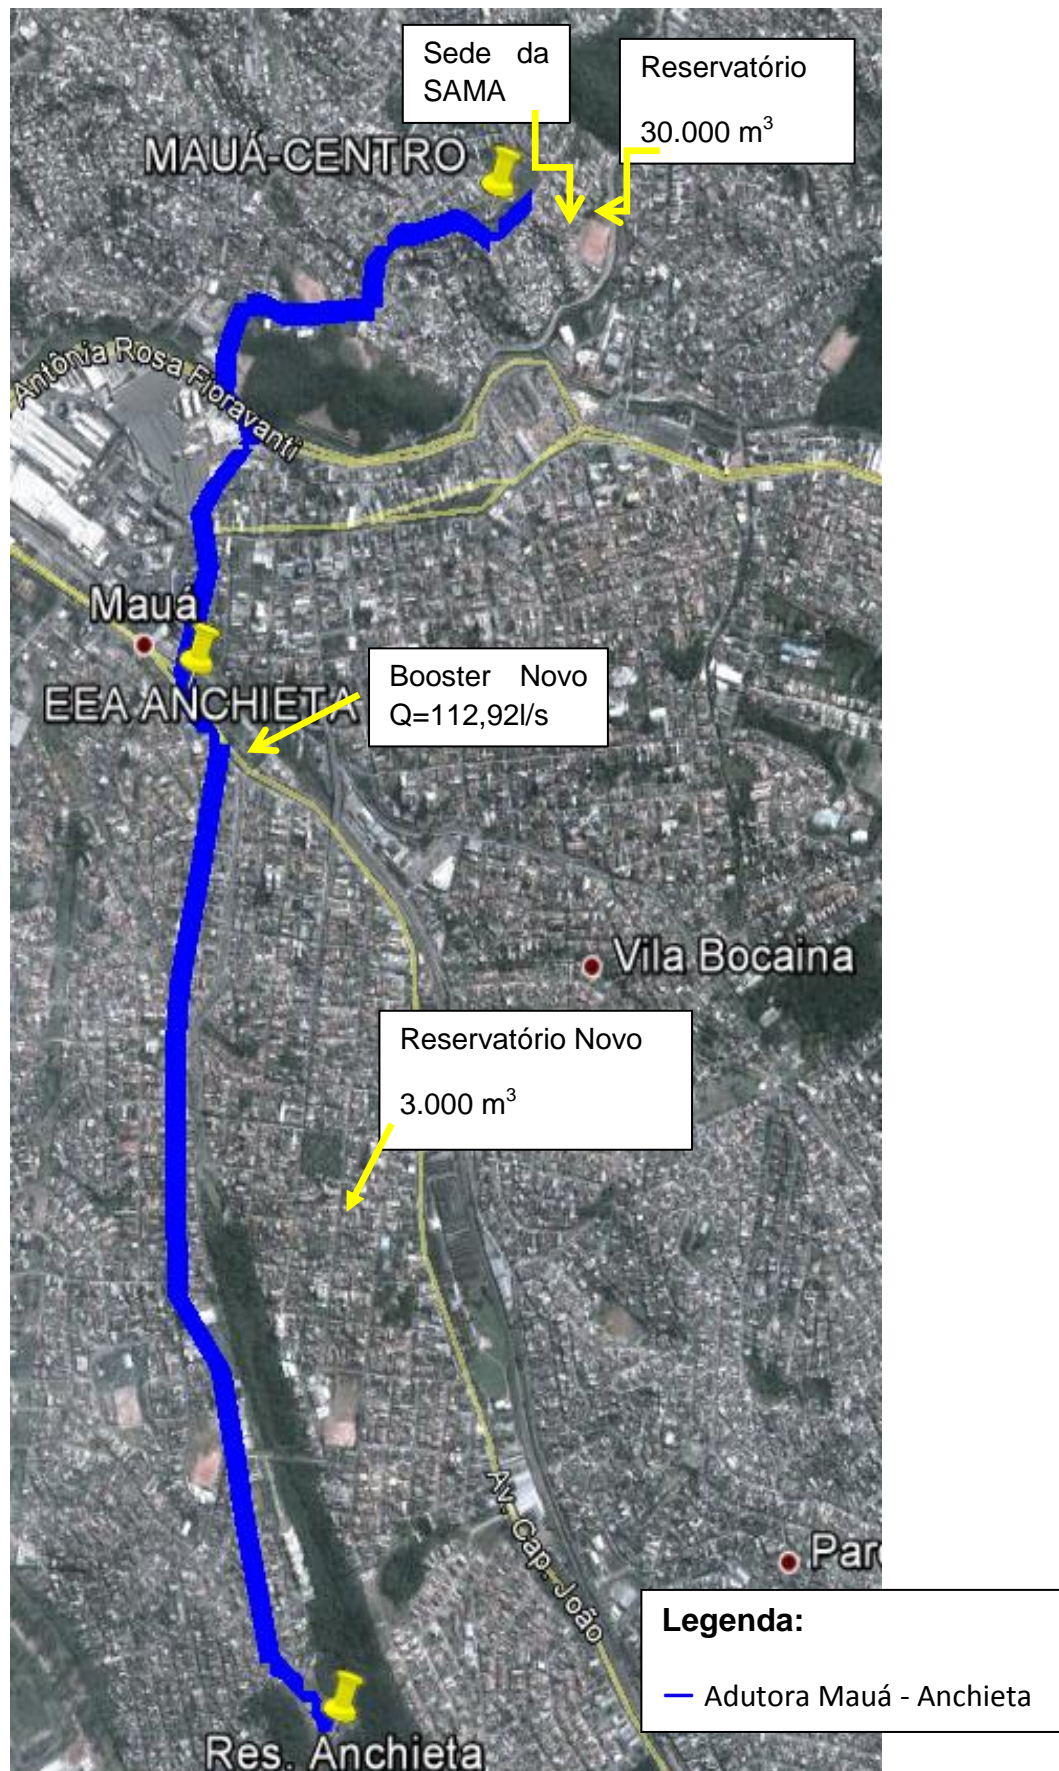 Sede da
SAMA
Reservatório
30.000 m³
MAUÁ-CENTRO
Antônia Rosa Fioravanti
Mauá
EEA ANCHIETA
Booster Novo
Q=112,92l/s
Vila Bocaina
Reservatório Novo
3.000 m³
Av. Cap. João
Par
Legenda:
Adutora Mauá - Anchieta
Res. Anchieta